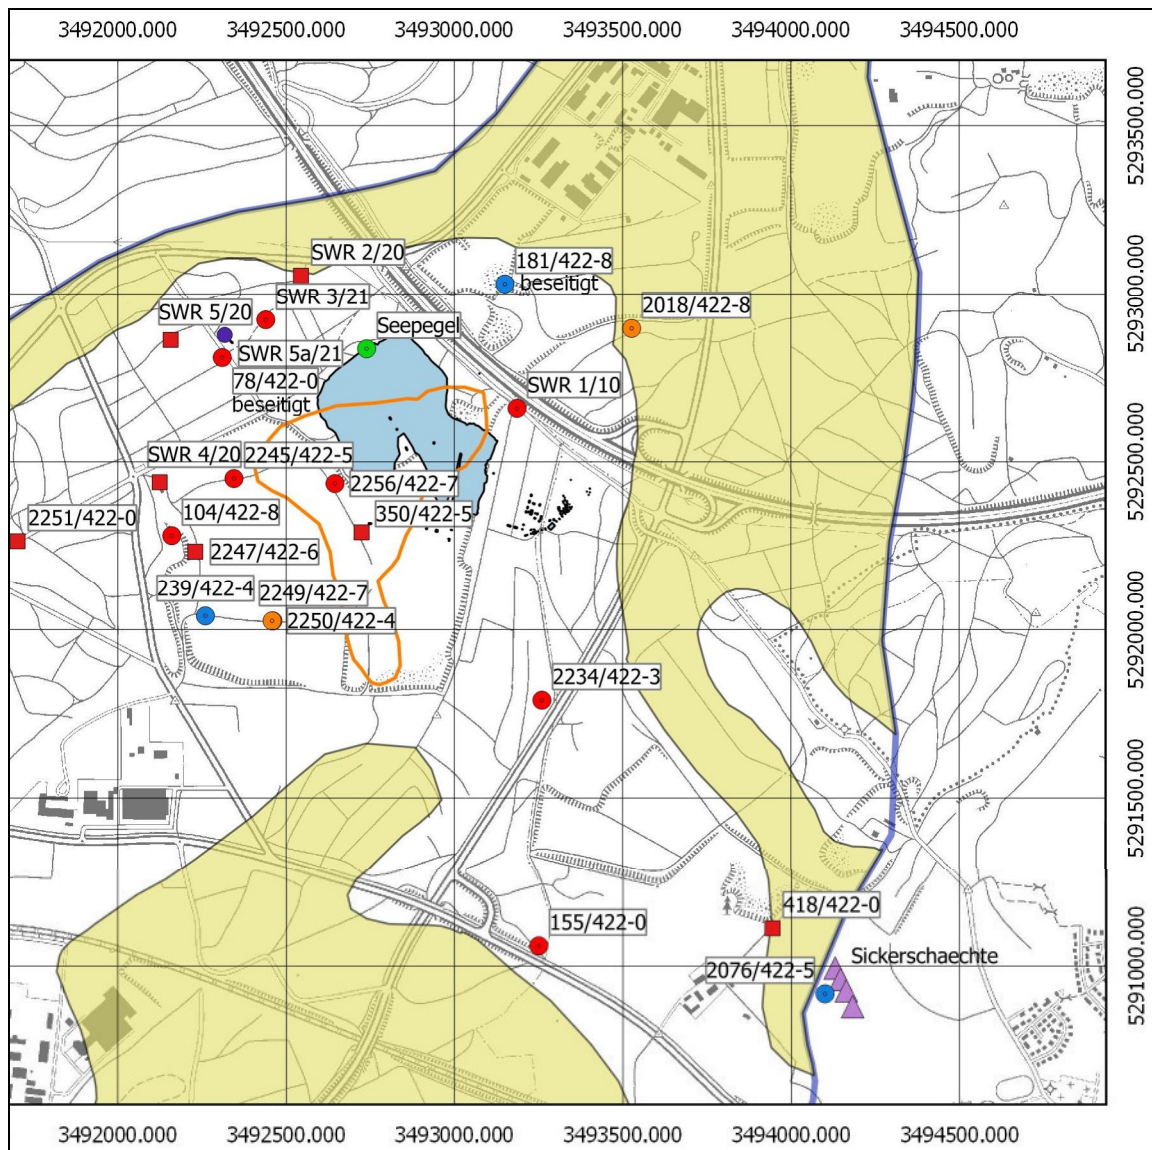 3492000.000 3492500.000 3493000.000 3493500.000 3494000.000 3494500.000
5293500.000
SWR 2/20
181/422-8
beseitigt
5293000.000
SWR 3/21
2018/422-8
SWR 5/20
Seepegel
SWR 5a/21
78/422-0
beseitigt
SWR 1/10
5292500.000
SWR 4/20
2245/422-5
2256/422-7
2251/422-0
104/422-8
350/422-5
2247/422-6
239/422-4
2249/422-7
2250/422-4
5292000.000
2234/422-3
5291500.000
418/422-0
155/422-0
Sickerschaechte
2076/422-5
5291000.000
3492000.000 3492500.000 3493000.000 3493500.000 3494000.000 3494500.000